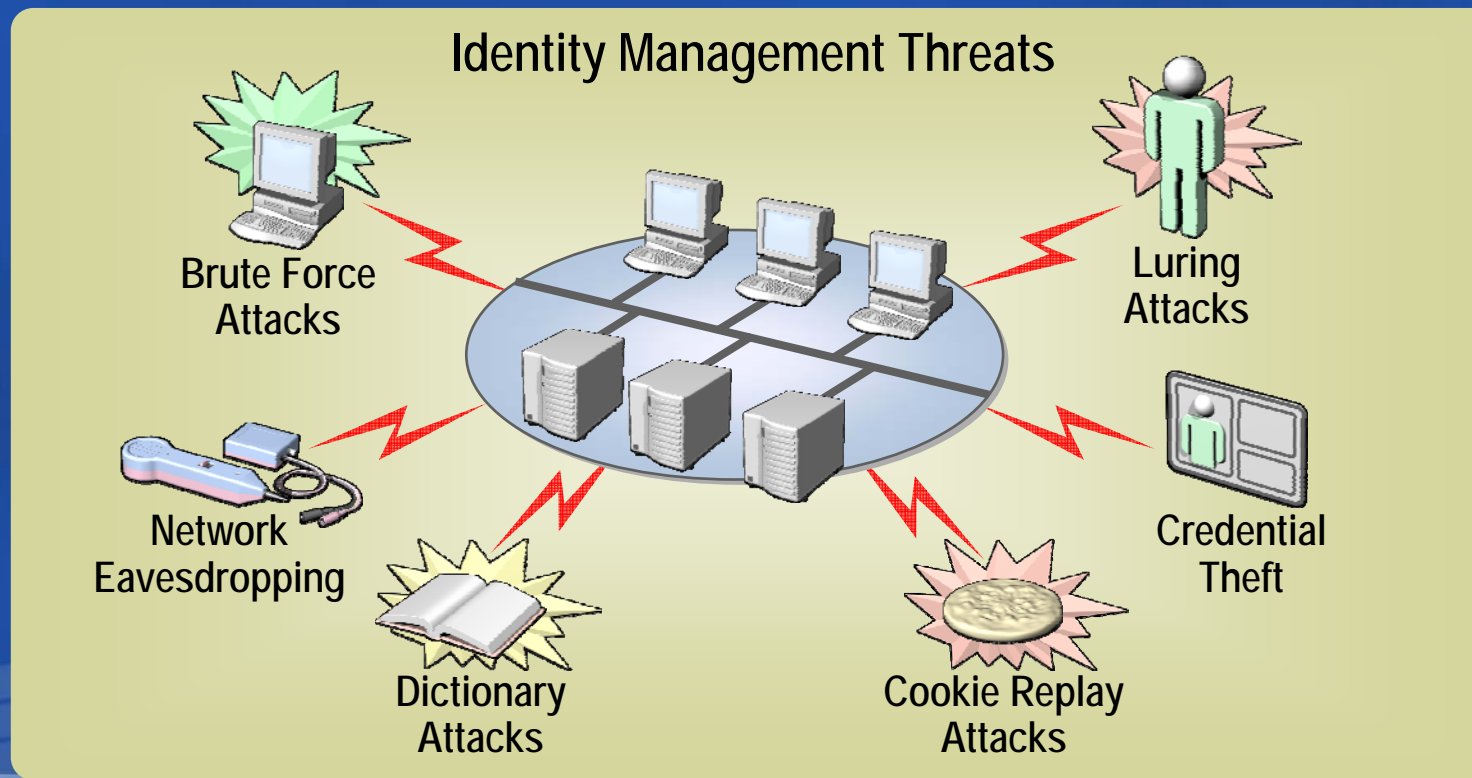 Identity Management Threats
Brute Force
Attacks
Luring
Attacks
Network
Eavesdropping
Credential
Theft
Dictionary
Attacks
Cookie Replay
Attacks